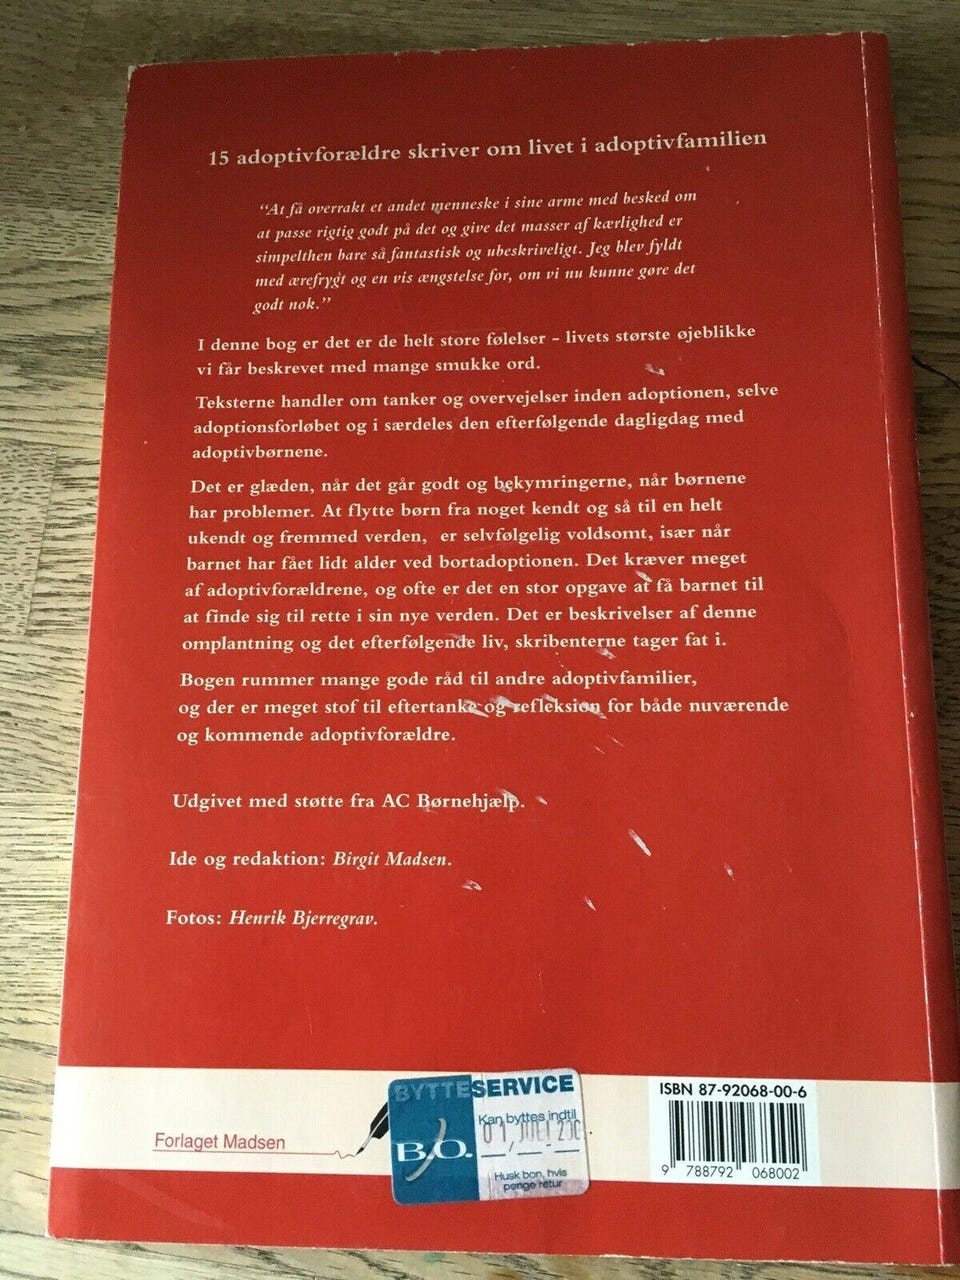 15 adoptivforældre skriver om livet i adoptivfamilien
“At få overrakt et andet menneske i sine arme med besked om
at passe rigtig godt på det og give det masser af kærlighed er
simpelthen bare så fantastisk og ubeskriveligt. Jeg blev fyldt
med ærefrygt og en vis ængstelse for, om vi nu kunne gøre det
godt nok.”
I denne bog er det er de helt store følelser – livets største øjeblikke
vi får beskrevet med mange smukke ord.
Teksterne handler om tanker og overvejelser inden adoptionen, selve
adoptionsforløbet og i særdeles den efterfølgende dagligdag med
adoptivbørnene.
Det er glæden, når det går godt og bekymringerne, når børnene
har problemer. At flytte børn fra noget kendt og så til en helt
ukendt og fremmed verden, er selvfølgelig voldsomt, især når
barnet har fået lidt alder ved bortadoptionen. Det kræver meget
af adoptivforældrene, og ofte er det en stor opgave at få barnet til
at finde sig til rette i sin nye verden. Det er beskrivelser af denne
omplantning og det efterfølgende liv, skribenterne tager fat i.
Bogen rummer mange gode råd til andre adoptivfamilier,
og der er meget stof til eftertanke og refleksion for både nuværende
og kommende adoptivforældre.
Udgivet med støtte fra AC Børnehjælp.
Ide og redaktion: Birgit Madsen.
Fotos: Henrik Bjerregrav.
Forlaget Madsen
BYTTESERVICE
B.O.
Kan byttes indtil
Husk bon, hvis
penge retur
ISBN 87-92068-00-6
9 788792 068002